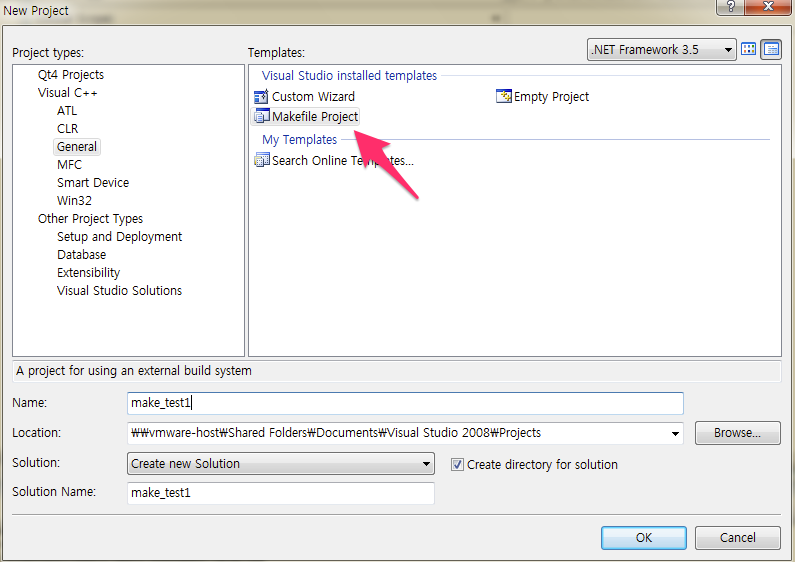 New Project
?
Project types:
Templates:
.NET Framework 3.5
Qt4 Projects
Visual C++
ATL
CLR
General
MFC
Smart Device
Win32
Other Project Types
Setup and Deployment
Database
Extensibility
Visual Studio Solutions
Visual Studio installed templates
Custom Wizard
Empty Project
Makefile Project
My Templates
Search Online Templates...
A project for using an external build system
Name:
make_test1
Location:
₩₩vmware-host₩Shared Folders₩Documents₩Visual Studio 2008₩Projects
Browse...
Solution:
Create new Solution
Create directory for solution
Solution Name:
make_test1
OK
Cancel